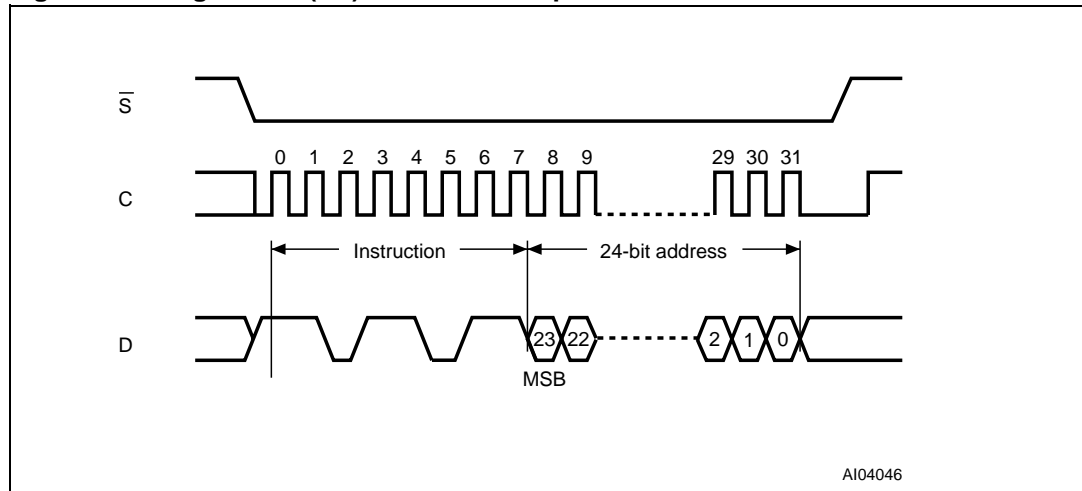 S
0 1 2 3 4 5 6 7 8 9 29 30 31
C
Instruction 24-bit address
D
23 22 2 1 0
MSB
AI04046